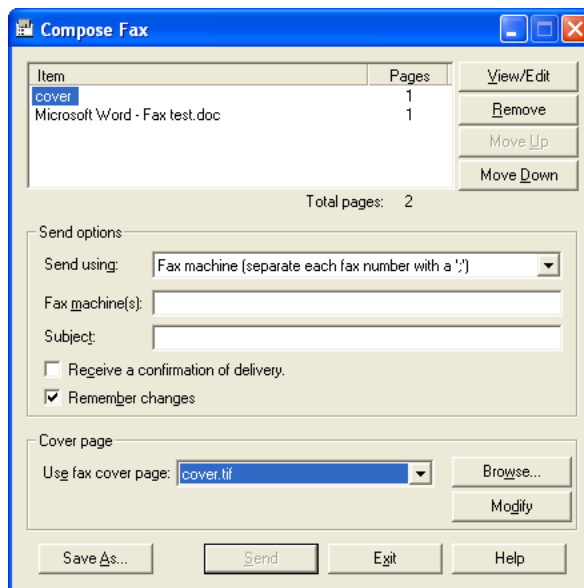 Compose Fax
Item Pages
cover 1
Microsoft Word - Fax test.doc 1
Total pages: 2
View/Edit
Remove
Move Up
Move Down
Send options
Send using: Fax machine (separate each fax number with a ';')
Fax machine(s):
Subject:
Receive a confirmation of delivery.
Remember changes
Cover page
Use fax cover page: cover.tif
Browse...
Modify
Save As... Send Exit Help